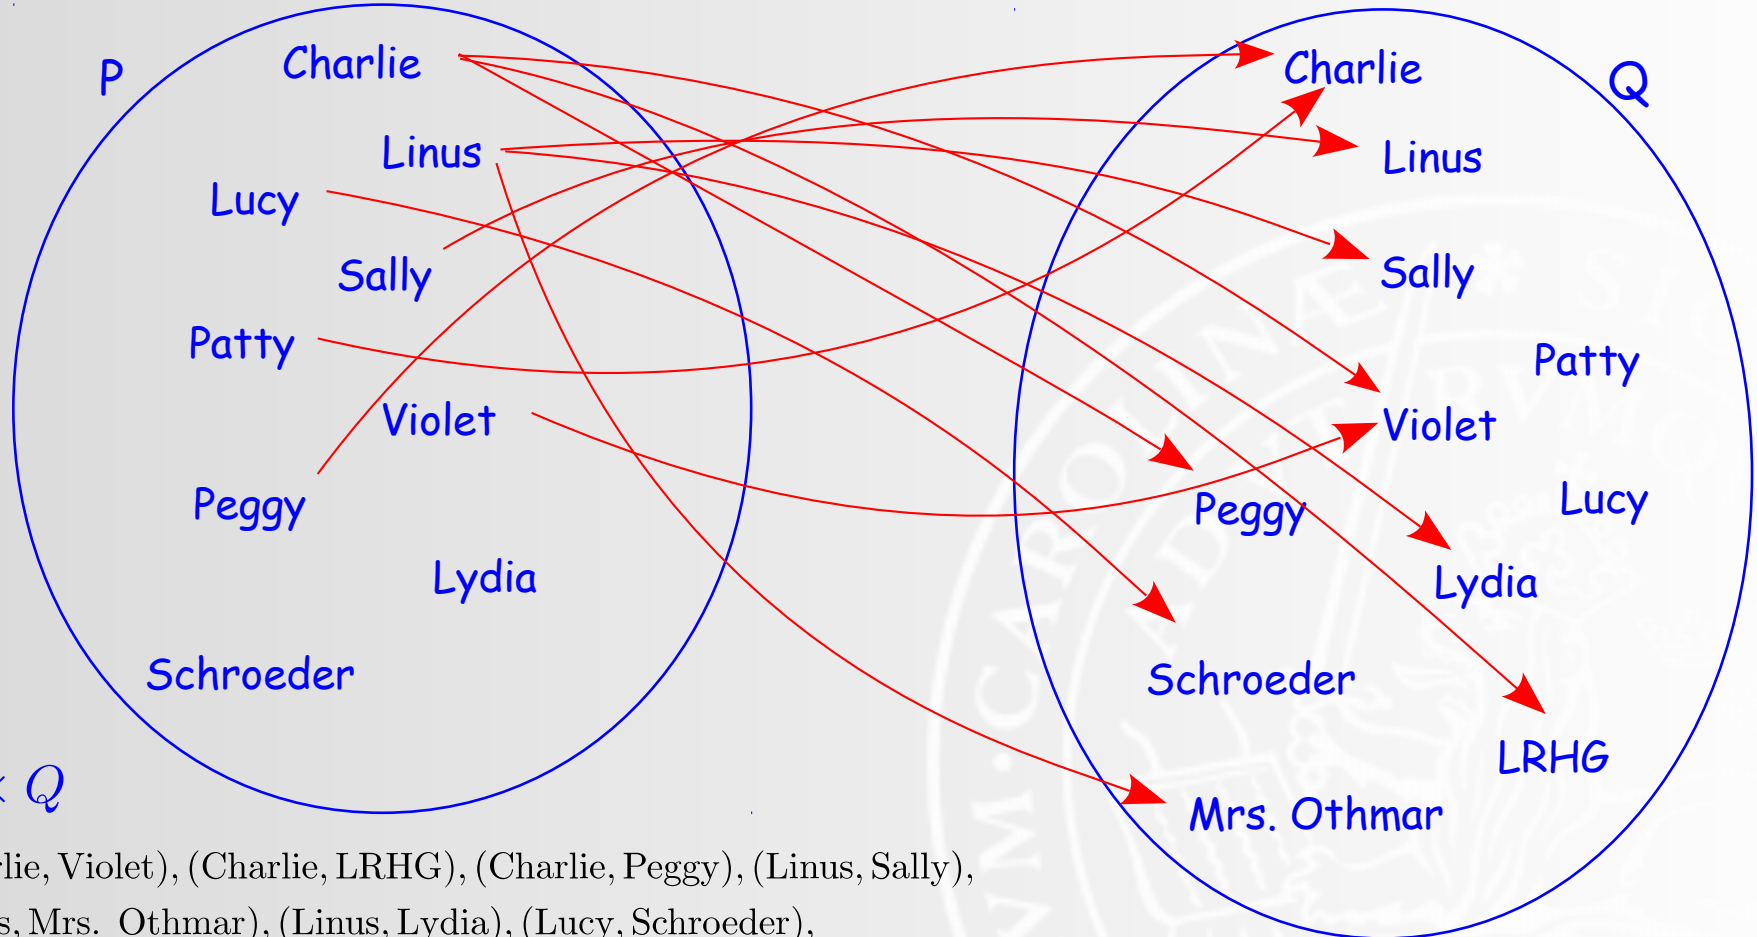 P
Charlie
Linus
Lucy
Sally
Patty
Violet
Peggy
Lydia
Schroeder
Q
Charlie
Linus
Sally
Patty
Violet
Lucy
Peggy
Lydia
Schroeder
LRHG
Mrs. Othmar
× Q
rlie, Violet), (Charlie, LRHG), (Charlie, Peggy), (Linus, Sally),
s, Mrs. Othmar), (Linus, Lydia), (Lucy, Schroeder),